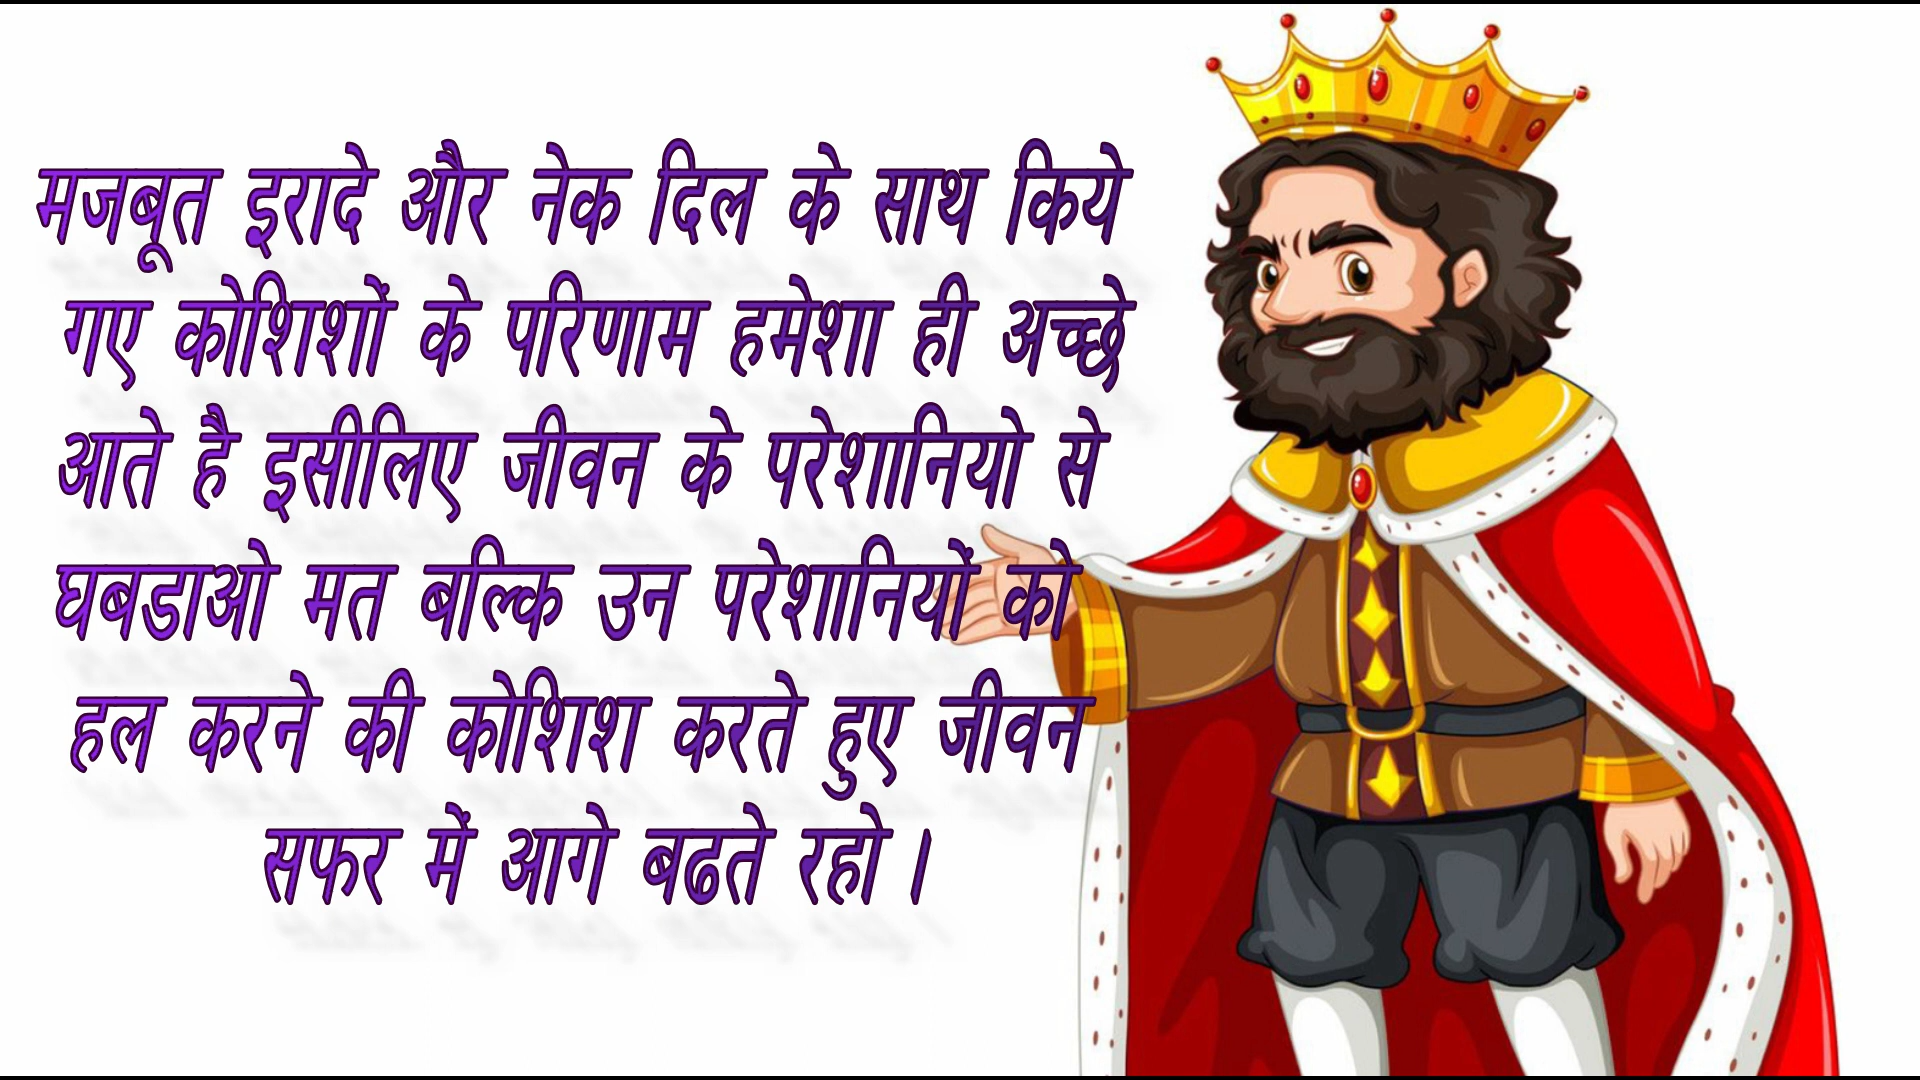 मजबूत इरादे और नेक दिल के साथ किये
गए कोशिशों के परिणाम हमेशा ही अच्छे
आते है इसीलिए जीवन के परेशानियो से
घबडाओ मत बल्कि उन परेशानियों को
हल करने की कोशिश करते हुए जीवन
सफर में आगे बढते रहो ।